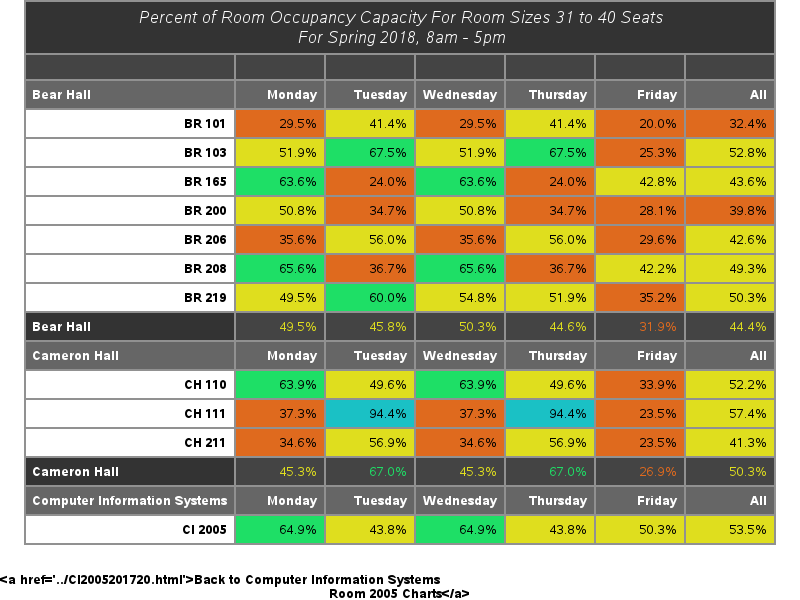 Percent of Room Occupancy Capacity For Room Sizes 31 to 40 Seats
For Spring 2018, 8am - 5pm
Bear Hall Monday Tuesday Wednesday Thursday Friday All
BR 101 29.5% 41.4% 29.5% 41.4% 20.0% 32.4%
BR 103 51.9% 67.5% 51.9% 67.5% 25.3% 52.8%
BR 165 63.6% 24.0% 63.6% 24.0% 42.8% 43.6%
BR 200 50.8% 34.7% 50.8% 34.7% 28.1% 39.8%
BR 206 35.6% 56.0% 35.6% 56.0% 29.6% 42.6%
BR 208 65.6% 36.7% 65.6% 36.7% 42.2% 49.3%
BR 219 49.5% 60.0% 54.8% 51.9% 35.2% 50.3%
Bear Hall 49.5% 45.8% 50.3% 44.6% 31.9% 44.4%
Cameron Hall Monday Tuesday Wednesday Thursday Friday All
CH 110 63.9% 49.6% 63.9% 49.6% 33.9% 52.2%
CH 111 37.3% 94.4% 37.3% 94.4% 23.5% 57.4%
CH 211 34.6% 56.9% 34.6% 56.9% 23.5% 41.3%
Cameron Hall 45.3% 67.0% 45.3% 67.0% 26.9% 50.3%
Computer Information Systems Monday Tuesday Wednesday Thursday Friday All
CI 2005 64.9% 43.8% 64.9% 43.8% 50.3% 53.5%
<a href='../CI2005201720.html'>Back to Computer Information Systems
Room 2005 Charts</a>